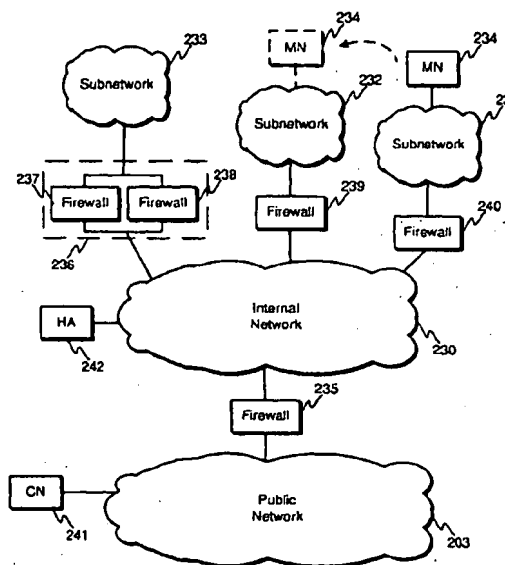 233
234
MN
234
MN
Subnetwork
232
Subnetwork
Subnetwork
237
Firewall
238
Firewall
239
Firewall
240
Firewall
236
HA
242
Internal
Network
230
235
Firewall
CN
241
Public
Network
203